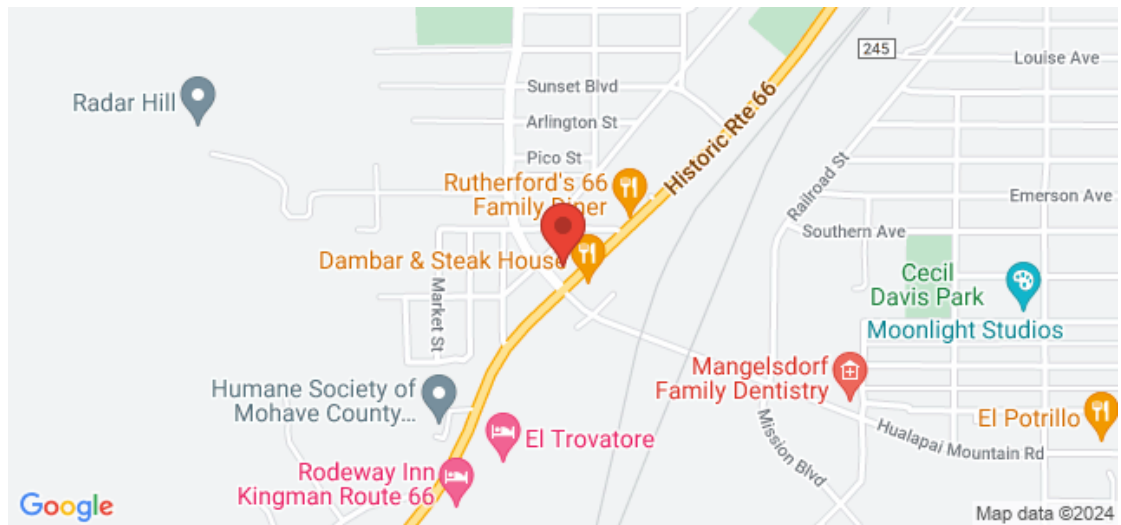 245
Louise Ave
Radar Hill
Sunset Blvd
Arlington St
Historic Rte 66
Pico St
Railroad St
Rutherford's 66
Family Diner
Emerson Ave
Southern Ave
Dambar & Steak House
Cecil
Davis Park
Market St
Moonlight Studios
Mangelsdorf
Family Dentistry
Humane Society of
Mohave County...
El Potrillo
El Trovatore
Mission Blvd
Hualapai Mountain Rd
Rodeway Inn
Kingman Route 66
Google
Map data ©2024